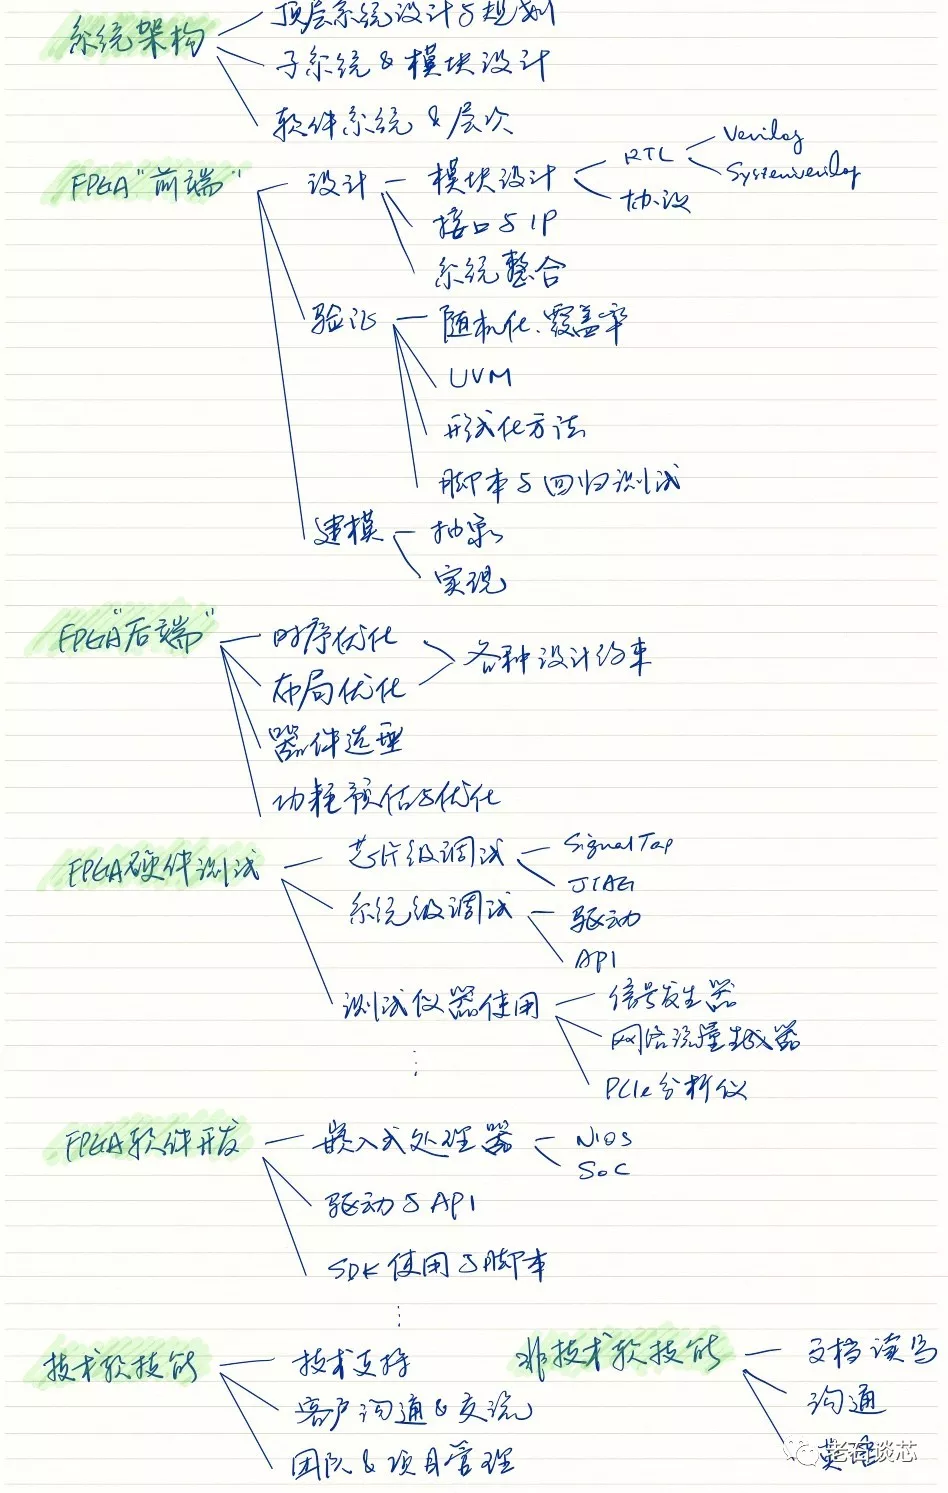 顶层系统设计与规划
系统架构
子系统 & 模块设计
软件系统 & 层次
FPGA "前端"
设计
模块设计
RTL
Verilog
SystemVerilog
协议
接口与IP
系统整合
验证
随机化、覆盖率
UVM
形式化方法
脚本与回归测试
建模
抽象
实现
FPGA "后端"
时序优化
布局优化
各种设计约束
器件选型
功耗预估与优化
FPGA硬件测试
芯片级调试
SignalTap
JTAG
系统级调试
驱动
API
测试仪器使用
信号发生器
网络流量生成器
PCIe分析仪
FPGA软件开发
嵌入式处理器
NIOS
SoC
驱动与API
SDK使用与脚本
技术软技能
技术支持
客户沟通 & 交流
团队 & 项目管理
非技术软技能
文档读写
沟通
老石谈芯